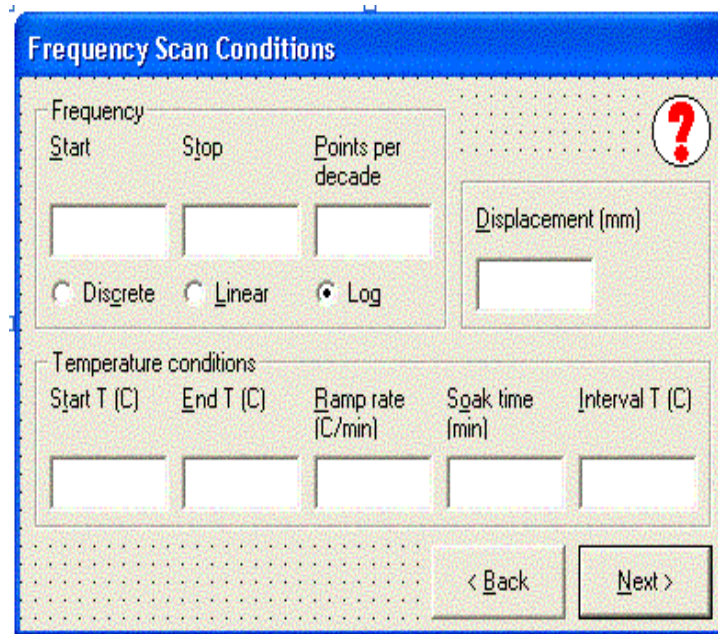 Frequency Scan Conditions
Frequency
Start Stop Points per
decade
Displacement (mm)
Discrete Linear Log
Temperature conditions
Start T (C) End T (C) Ramp rate
(C/min) Soak time
(min) Interval T (C)
< Back Next >